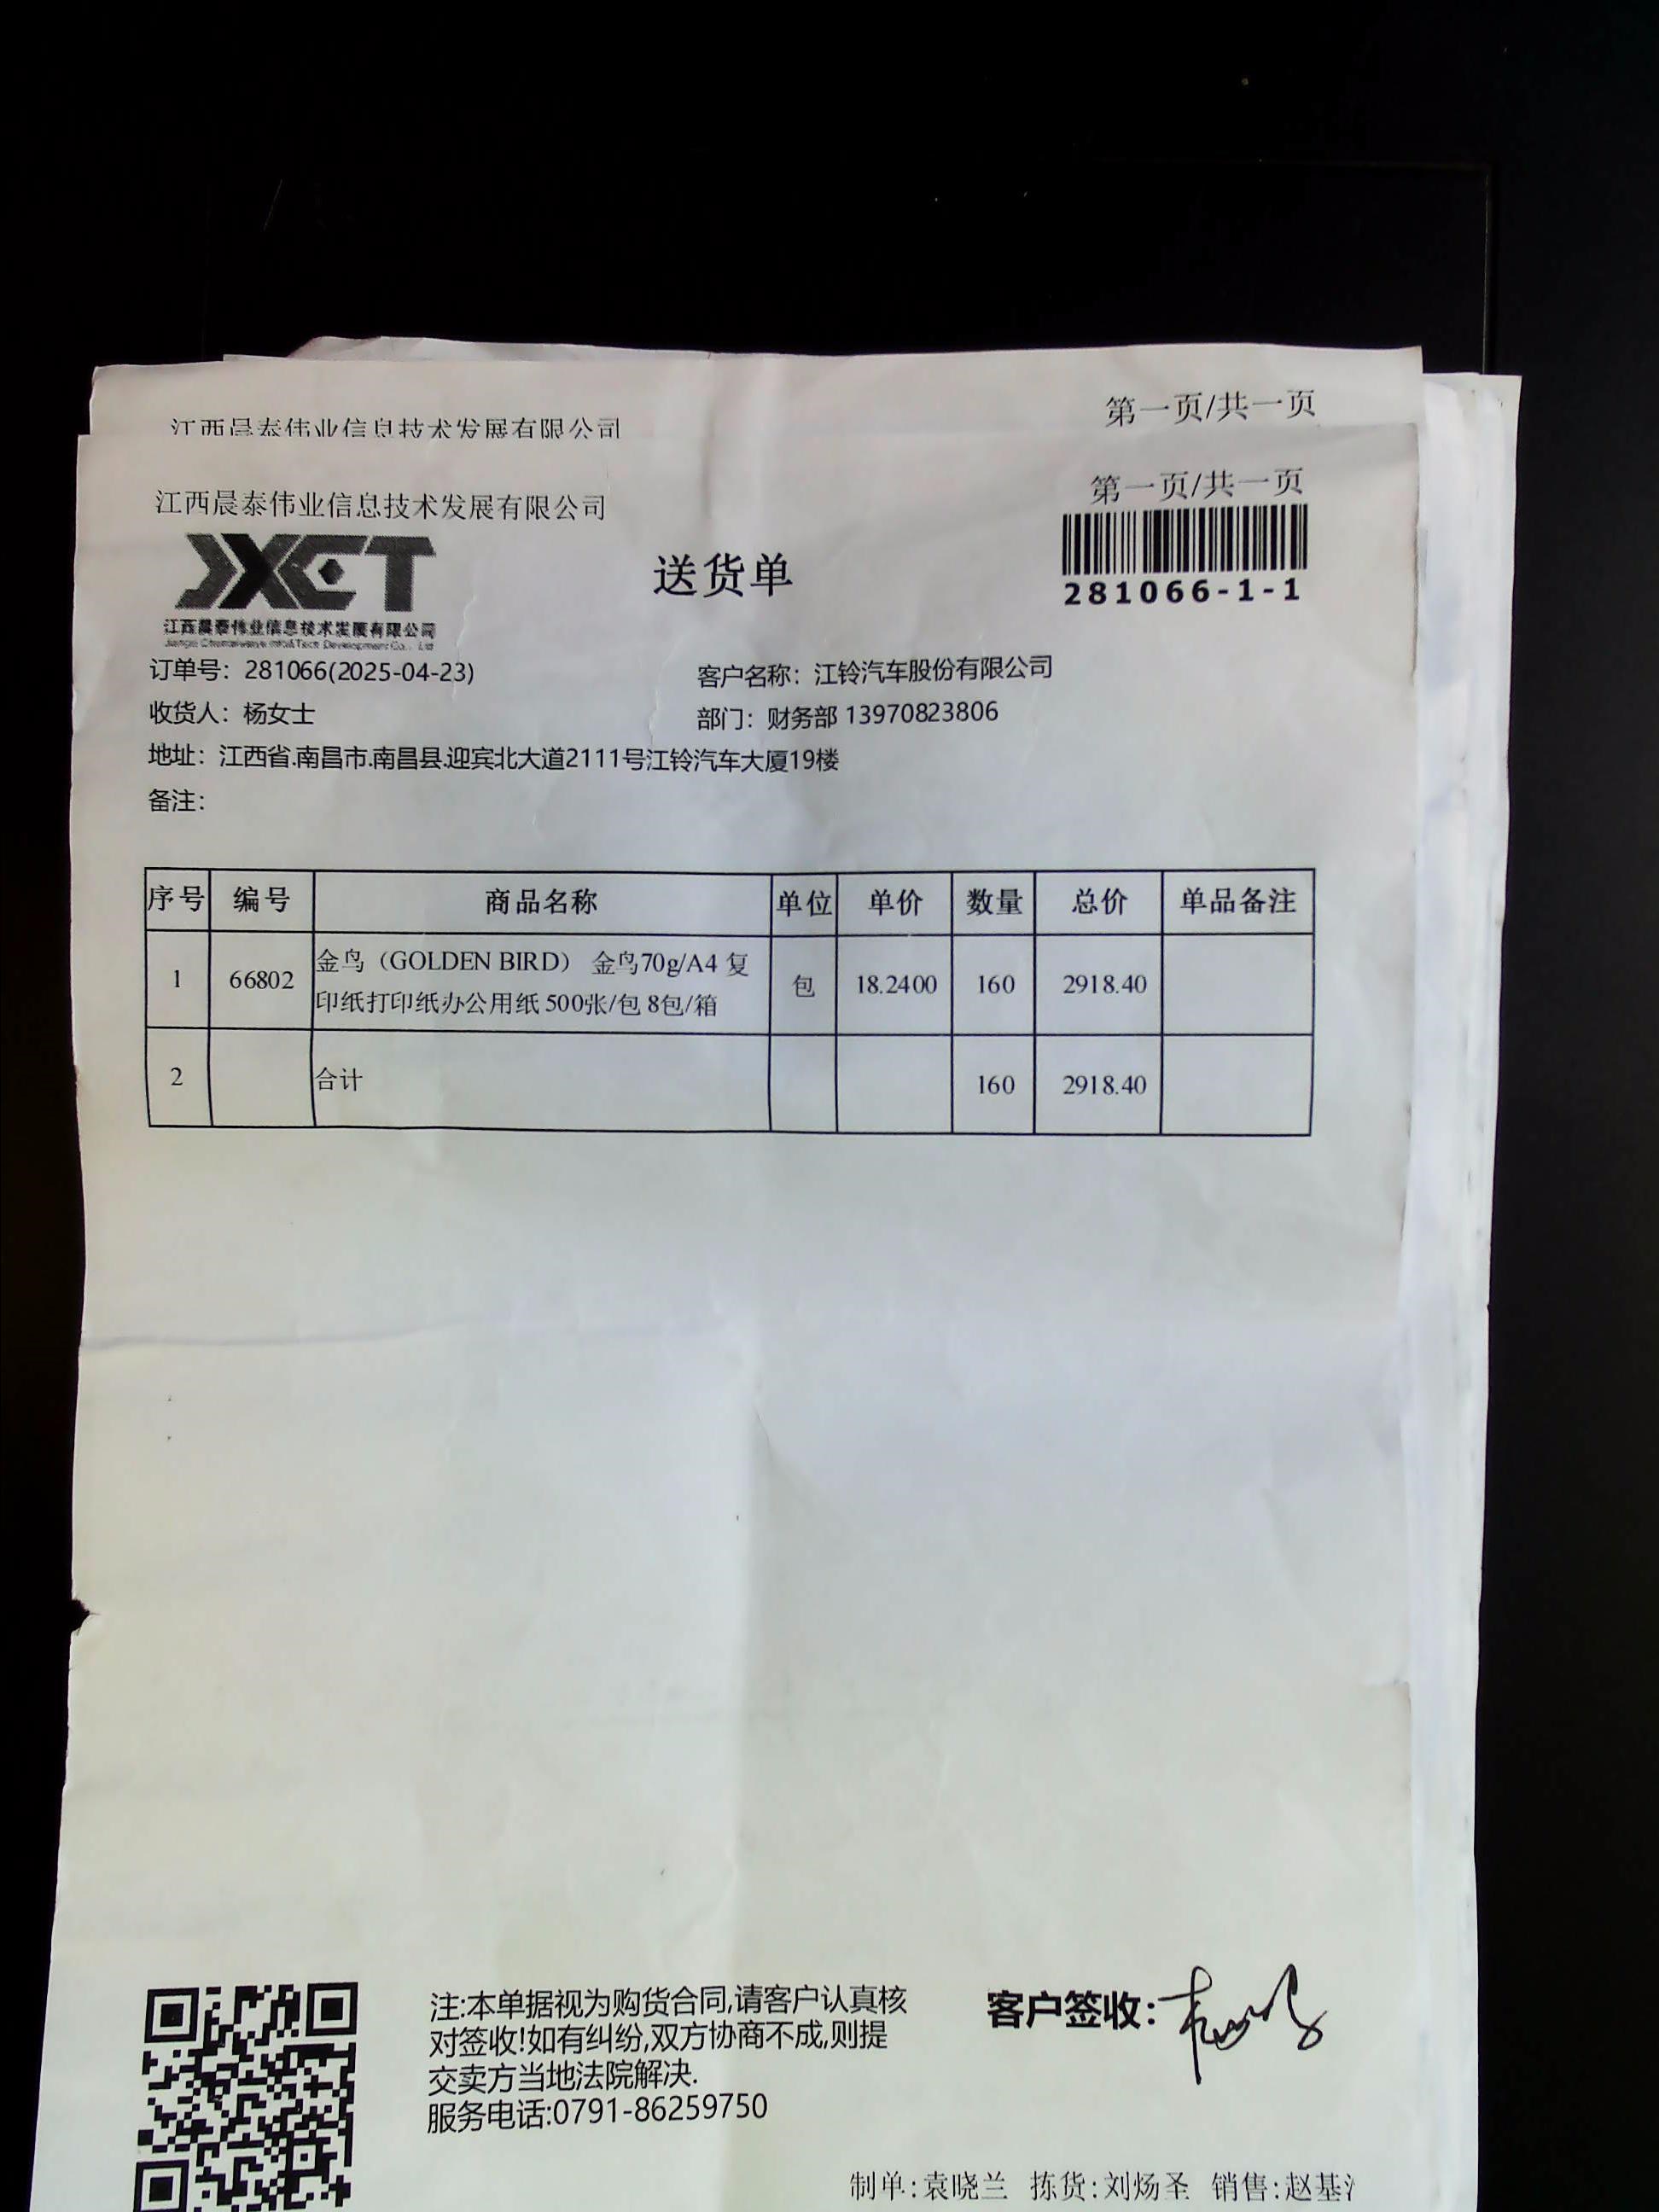 第一页/共一页
江西晨泰伟业信息技术发展有限公司
第一页/共一页
江西晨泰伟业信息技术发展有限公司
JXCT
江西晨泰伟业信息技术发展有限公司
送货单
281066-1-1
订单号：281066(2025-04-23) 客户名称：江铃汽车股份有限公司
收货人：杨女士 部门：财务部 13970823806
地址：江西省.南昌市.南昌县.迎宾北大道2111号江铃汽车大厦19楼
备注：
序号 编号 商品名称 单位 单价 数量 总价 单品备注
1 66802 金鸟（GOLDEN BIRD） 金鸟70g/A4 复 包 18.2400 160 2918.40
印纸打印纸办公用纸 500张/包 8包/箱
2 合计 160 2918.40
注:本单据视为购货合同,请客户认真核
对签收!如有纠纷,双方协商不成,则提
交卖方当地法院解决.
服务电话:0791-86259750
客户签收:
制单:袁晓兰 拣货:刘炀圣 销售:赵基